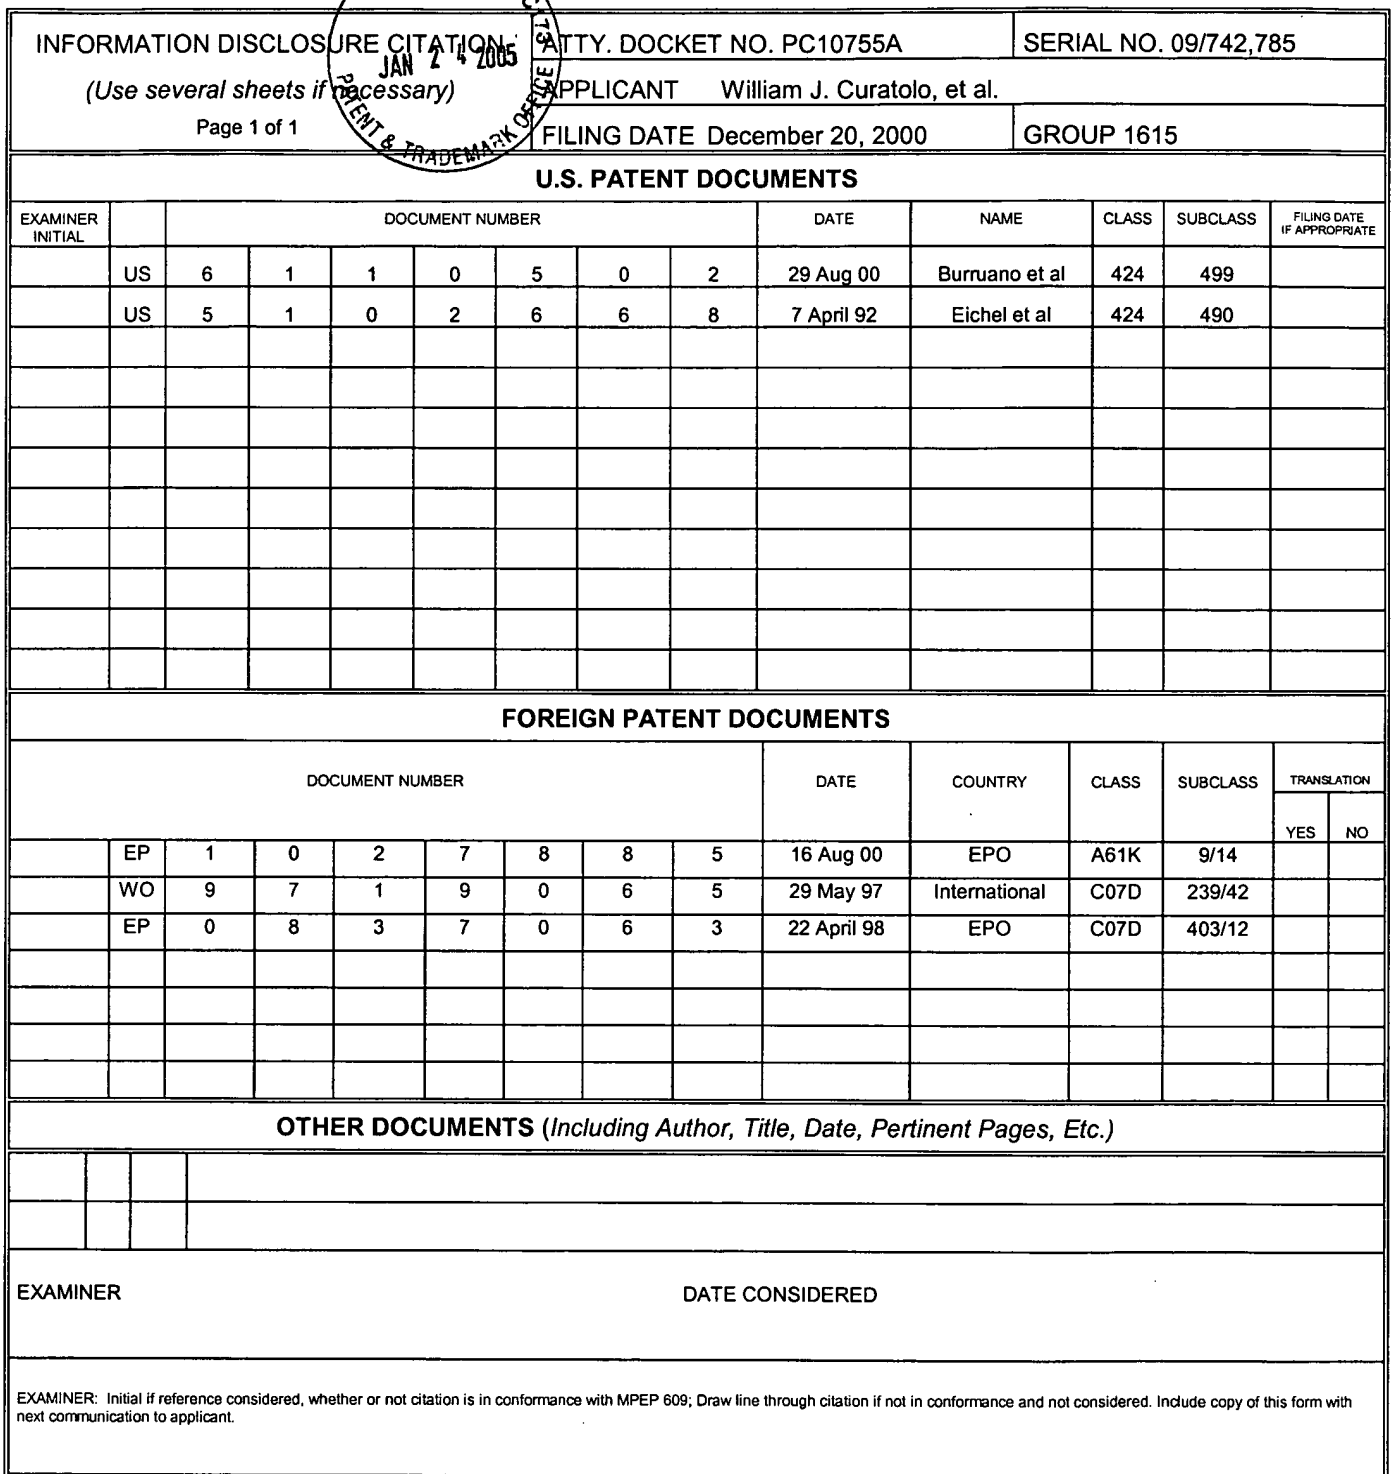 INFORMATION DISCLOSURE CITATION
(Use several sheets if necessary)
Page 1 of 1
JAN 24 2005
PATENT & TRADEMARK OFFICE
ATTY. DOCKET NO. PC10755A
SERIAL NO. 09/742,785
APPLICANT William J. Curatolo, et al.
FILING DATE December 20, 2000
GROUP 1615
U.S. PATENT DOCUMENTS
EXAMINER INITIAL DOCUMENT NUMBER DATE NAME CLASS SUBCLASS FILING DATE IF APPROPRIATE
US 6 1 1 0 5 0 2 29 Aug 00 Burruano et al 424 499
US 5 1 0 2 6 6 8 7 April 92 Eichel et al 424 490
FOREIGN PATENT DOCUMENTS
DOCUMENT NUMBER DATE COUNTRY CLASS SUBCLASS TRANSLATION
YES NO
EP 1 0 2 7 8 8 5 16 Aug 00 EPO A61K 9/14
WO 9 7 1 9 0 6 5 29 May 97 International C07D 239/42
EP 0 8 3 7 0 6 3 22 April 98 EPO C07D 403/12
OTHER DOCUMENTS (Including Author, Title, Date, Pertinent Pages, Etc.)
EXAMINER DATE CONSIDERED
EXAMINER: Initial if reference considered, whether or not citation is in conformance with MPEP 609; Draw line through citation if not in conformance and not considered. Include copy of this form with
next communication to applicant.